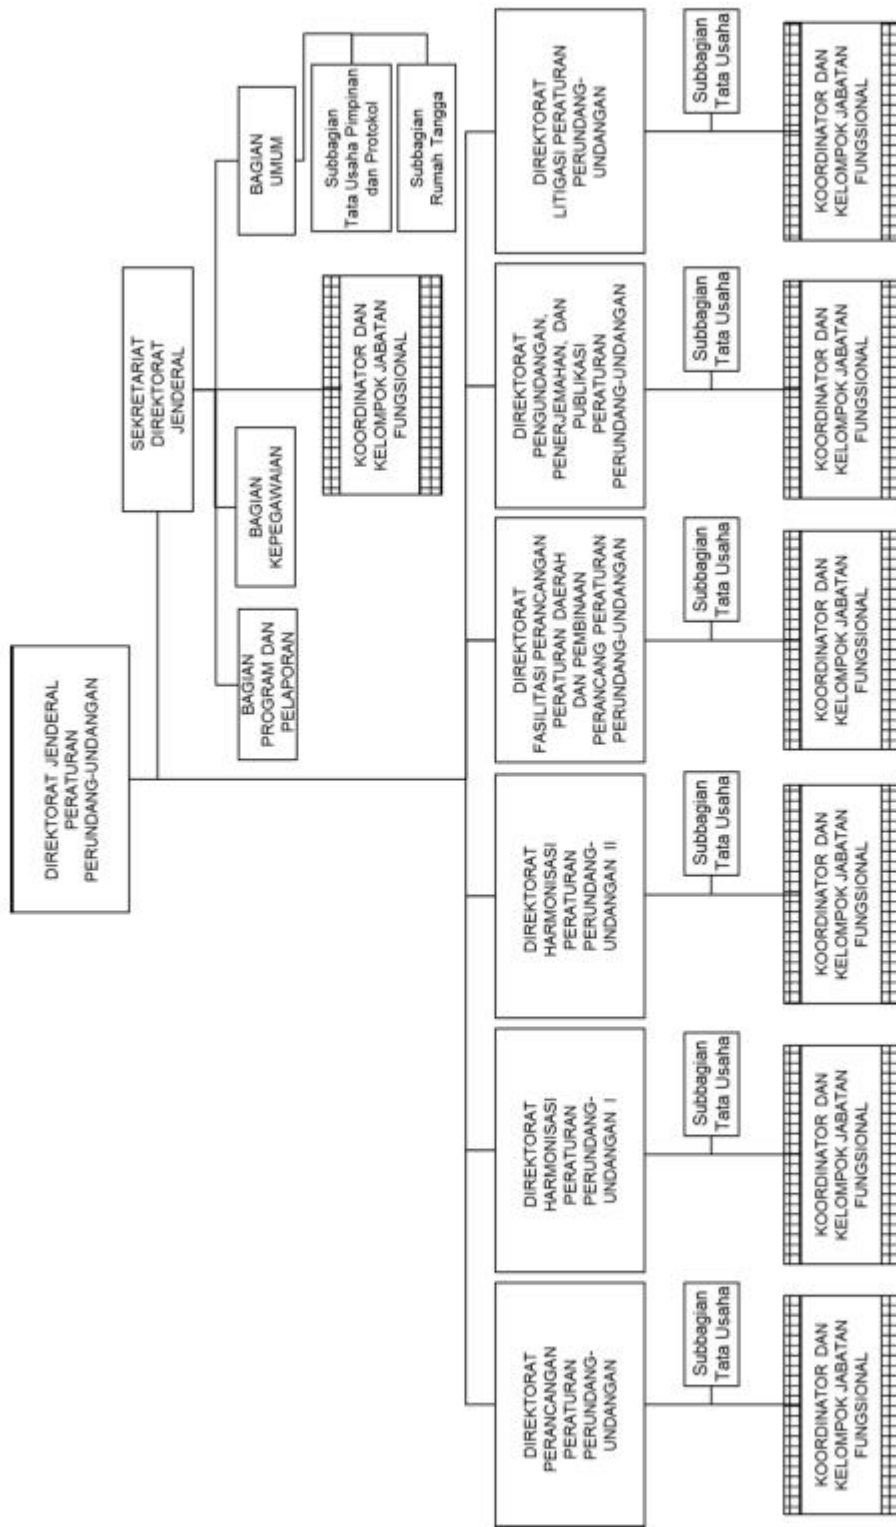 DIREKTORAT JENDERAL
PERATURAN
PERUNDANG-UNDANGAN
SEKRETARIAT
DIREKTORAT
JENDERAL
BAGIAN
PROGRAM DAN
PELAPORAN
BAGIAN
KEPEGAWAIAN
BAGIAN
UMUM
Subbagian
Tata Usaha Pimpinan
dan Protokol
Subbagian
Rumah Tangga
KOORDINATOR DAN
KELOMPOK JABATAN
FUNGSIONAL
DIREKTORAT
PERANCANGAN
PERATURAN
PERUNDANG-
UNDANGAN
DIREKTORAT
HARMONISASI
PERATURAN
PERUNDANG-
UNDANGAN I
DIREKTORAT
HARMONISASI
PERATURAN
PERUNDANG-
UNDANGAN II
DIREKTORAT
FASILITASI PERANCANGAN
PERATURAN DAERAH
DAN PEMBINAAN
PERANCANG PERATURAN
PERUNDANG-UNDANGAN
DIREKTORAT
PENGUNDANGAN,
PENERJEMAHAN, DAN
PUBLIKASI
PERATURAN
PERUNDANG-UNDANGAN
DIREKTORAT
LITIGASI PERATURAN
PERUNDANG-
UNDANGAN
Subbagian
Tata Usaha
Subbagian
Tata Usaha
Subbagian
Tata Usaha
Subbagian
Tata Usaha
Subbagian
Tata Usaha
Subbagian
Tata Usaha
KOORDINATOR DAN
KELOMPOK JABATAN
FUNGSIONAL
KOORDINATOR DAN
KELOMPOK JABATAN
FUNGSIONAL
KOORDINATOR DAN
KELOMPOK JABATAN
FUNGSIONAL
KOORDINATOR DAN
KELOMPOK JABATAN
FUNGSIONAL
KOORDINATOR DAN
KELOMPOK JABATAN
FUNGSIONAL
KOORDINATOR DAN
KELOMPOK JABATAN
FUNGSIONAL